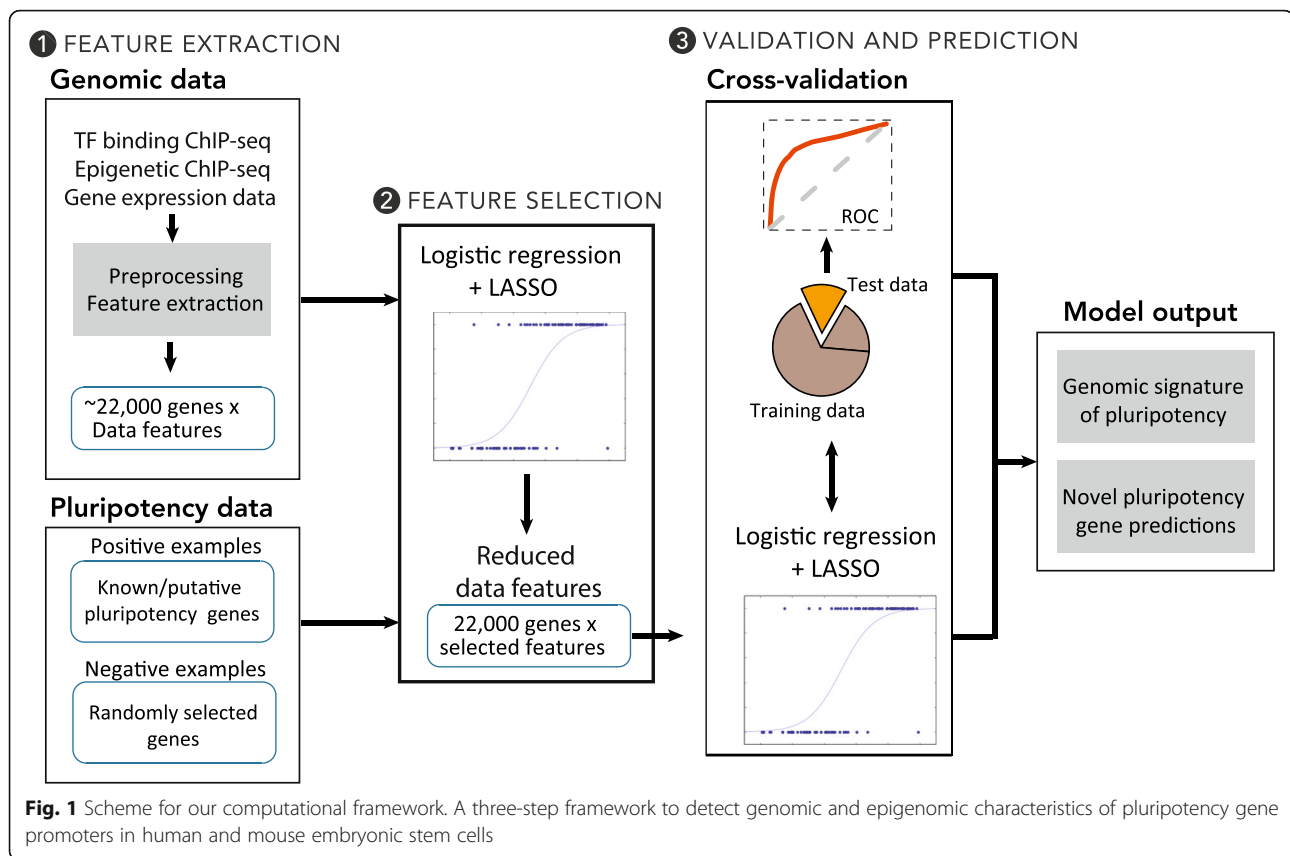 1 FEATURE EXTRACTION
Genomic data
TF binding ChIP-seq
Epigenetic ChIP-seq
Gene expression data
Preprocessing
Feature extraction
~22,000 genes x
Data features
Pluripotency data
Positive examples
Known/putative
pluripotency genes
Negative examples
Randomly selected
genes
2 FEATURE SELECTION
Logistic regression
+ LASSO
Reduced
data features
22,000 genes x
selected features
3 VALIDATION AND PREDICTION
Cross-validation
ROC
Test data
Training data
Logistic regression
+ LASSO
Model output
Genomic signature
of pluripotency
Novel pluripotency
gene predictions
Fig. 1 Scheme for our computational framework. A three-step framework to detect genomic and epigenomic characteristics of pluripotency gene
promoters in human and mouse embryonic stem cells